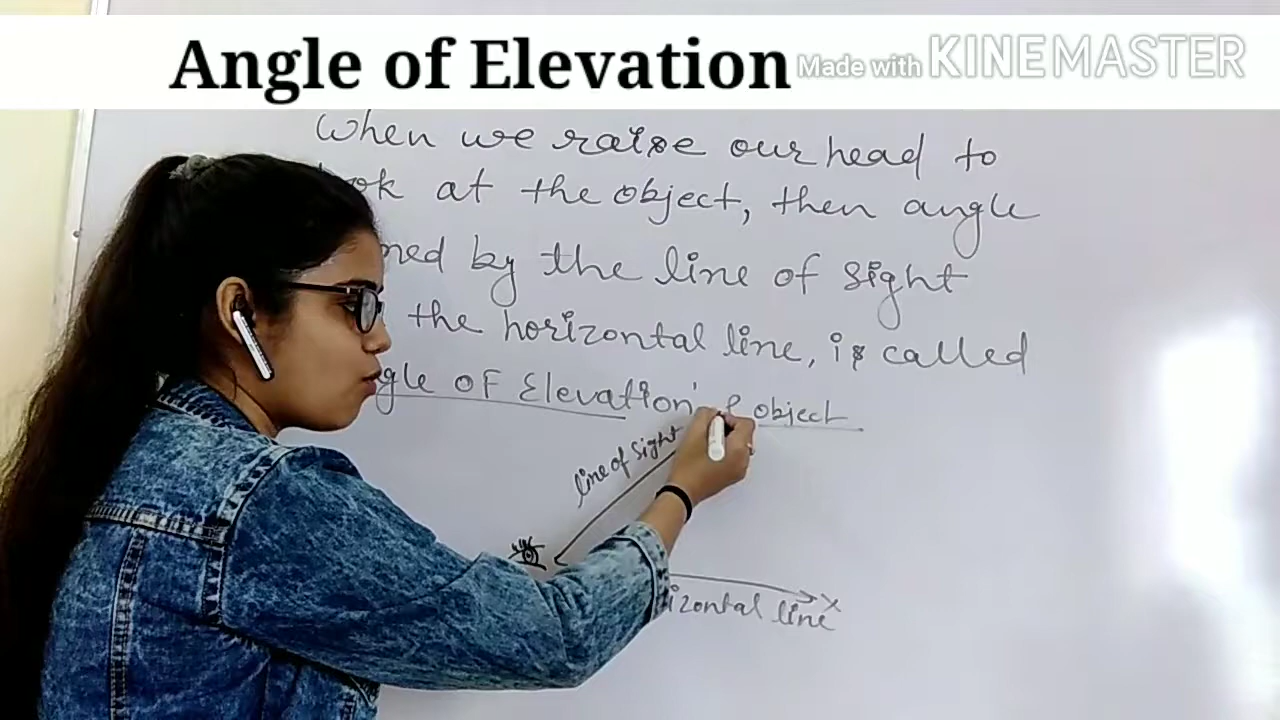 Angle of Elevation
Made with KINEMASTER
When we raise our head to
at the object, then angle
by the line of sight
the horizontal line, is called
OF Elevation'
object
line of sight
line
X